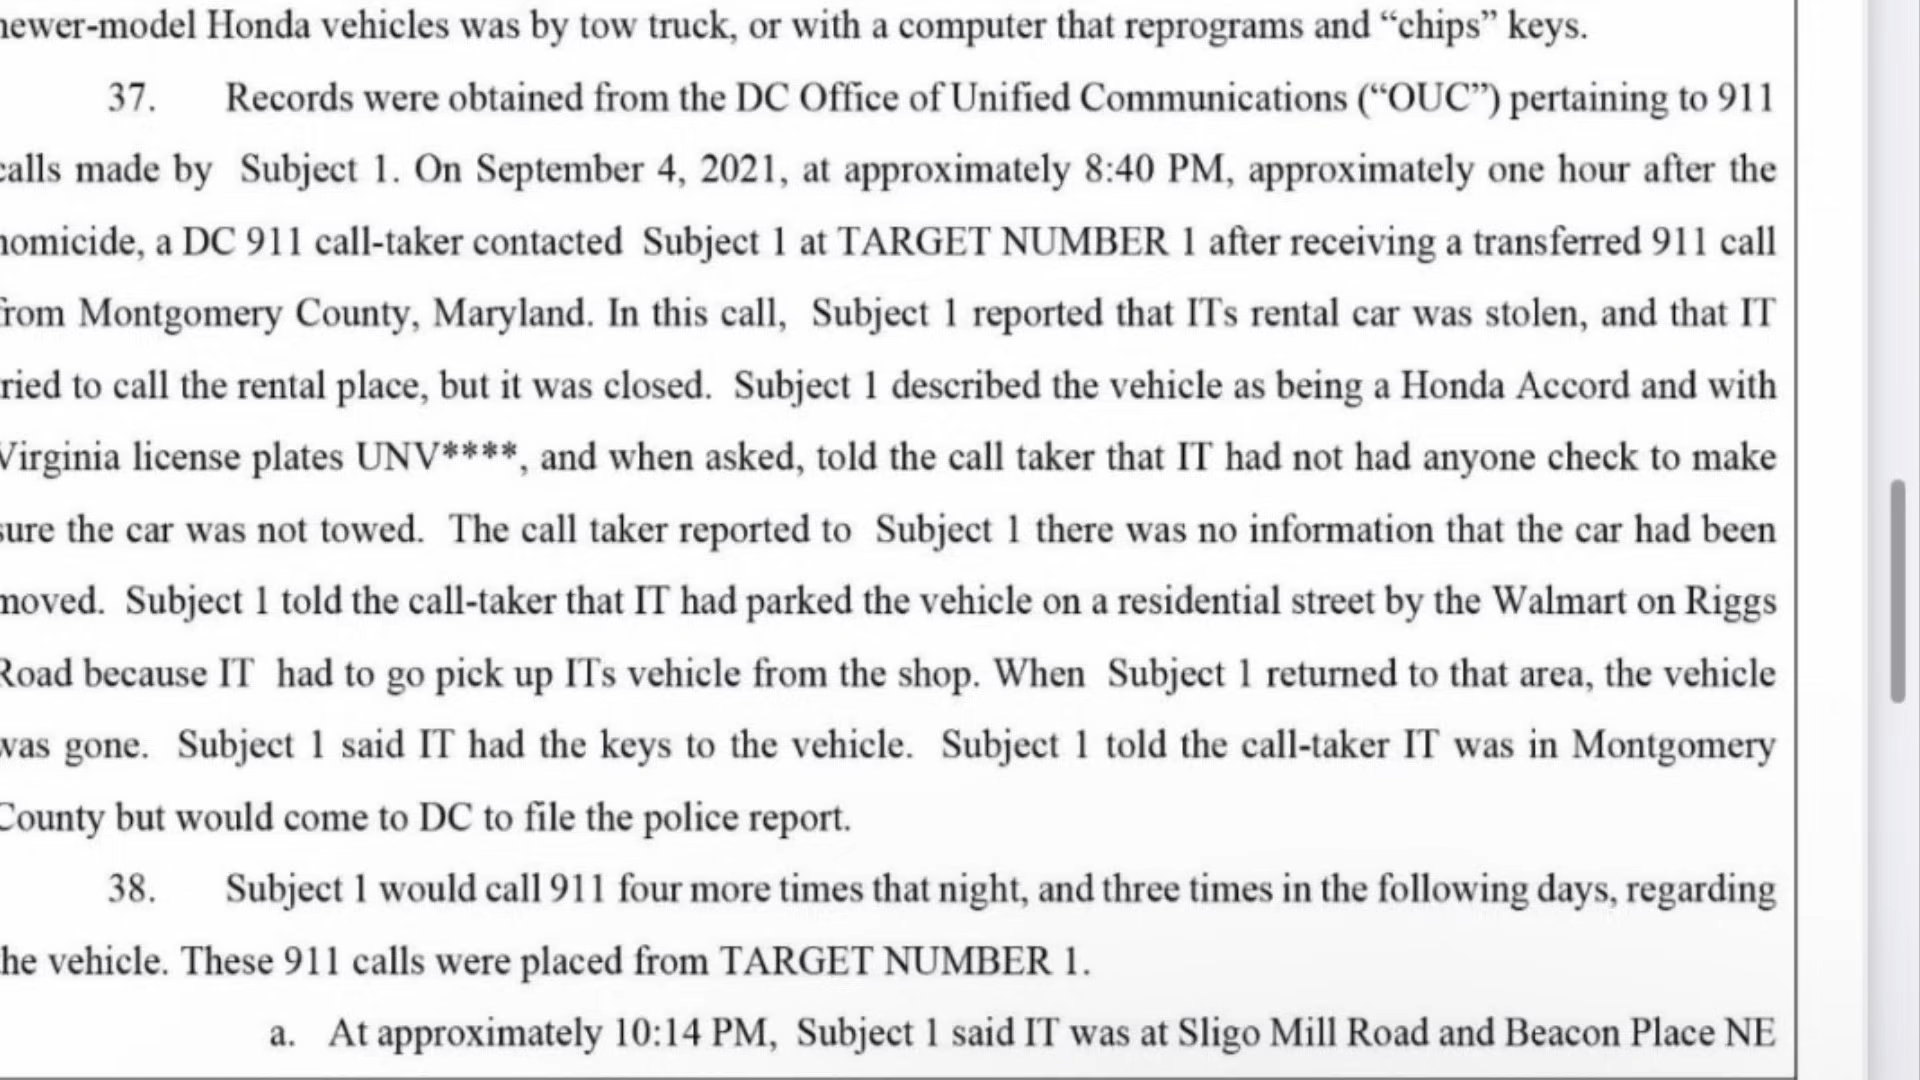 newer-model Honda vehicles was by tow truck, or with a computer that reprograms and “chips” keys.
37. Records were obtained from the DC Office of Unified Communications (“OUC”) pertaining to 911
calls made by Subject 1. On September 4, 2021, at approximately 8:40 PM, approximately one hour after the
homicide, a DC 911 call-taker contacted Subject 1 at TARGET NUMBER 1 after receiving a transferred 911 call
from Montgomery County, Maryland. In this call, Subject 1 reported that ITs rental car was stolen, and that IT
ried to call the rental place, but it was closed. Subject 1 described the vehicle as being a Honda Accord and with
Virginia license plates UNV****, and when asked, told the call taker that IT had not had anyone check to make
sure the car was not towed. The call taker reported to Subject 1 there was no information that the car had been
moved. Subject 1 told the call-taker that IT had parked the vehicle on a residential street by the Walmart on Riggs
Road because IT had to go pick up ITs vehicle from the shop. When Subject 1 returned to that area, the vehicle
was gone. Subject 1 said IT had the keys to the vehicle. Subject 1 told the call-taker IT was in Montgomery
County but would come to DC to file the police report.
38. Subject 1 would call 911 four more times that night, and three times in the following days, regarding
he vehicle. These 911 calls were placed from TARGET NUMBER 1.
a. At approximately 10:14 PM, Subject 1 said IT was at Sligo Mill Road and Beacon Place NE